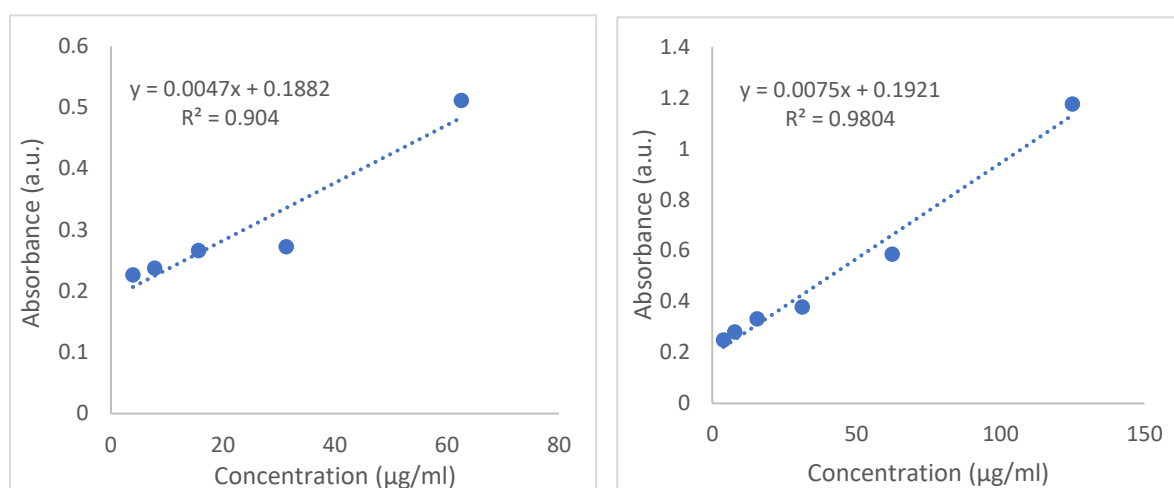 0.6
0.5
0.4
0.3
0.2
0.1
0
y = 0.0047x + 0.1882
R² = 0.904
0 20 40 60 80
Absorbance (a.u.)
Concentration (µg/ml)
1.4
1.2
1
0.8
0.6
0.4
0.2
0
y = 0.0075x + 0.1921
R² = 0.9804
0 50 100 150
Absorbance (a.u.)
Concentration (µg/ml)